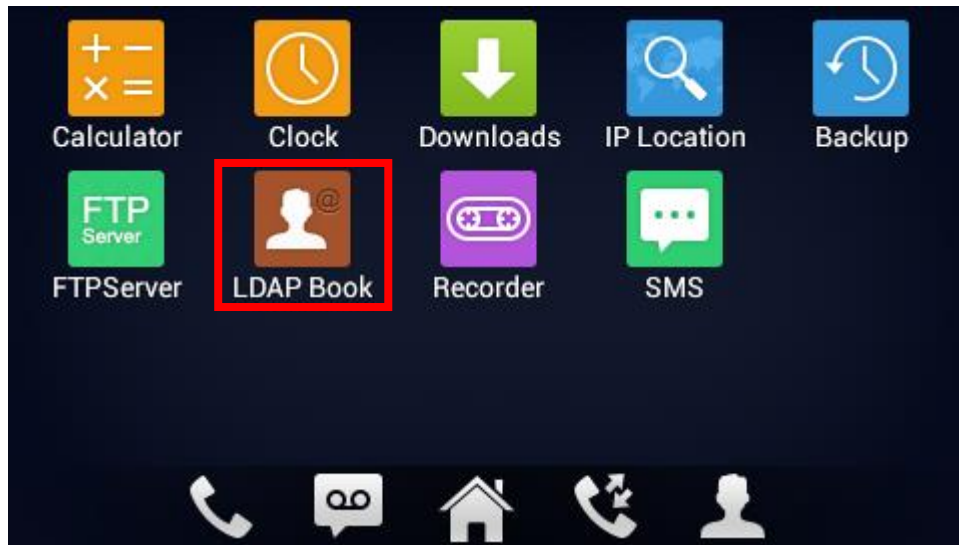 Calculator
Clock
Downloads
IP Location
Backup
FTP
Server
@
FTPServer
LDAP Book
Recorder
SMS